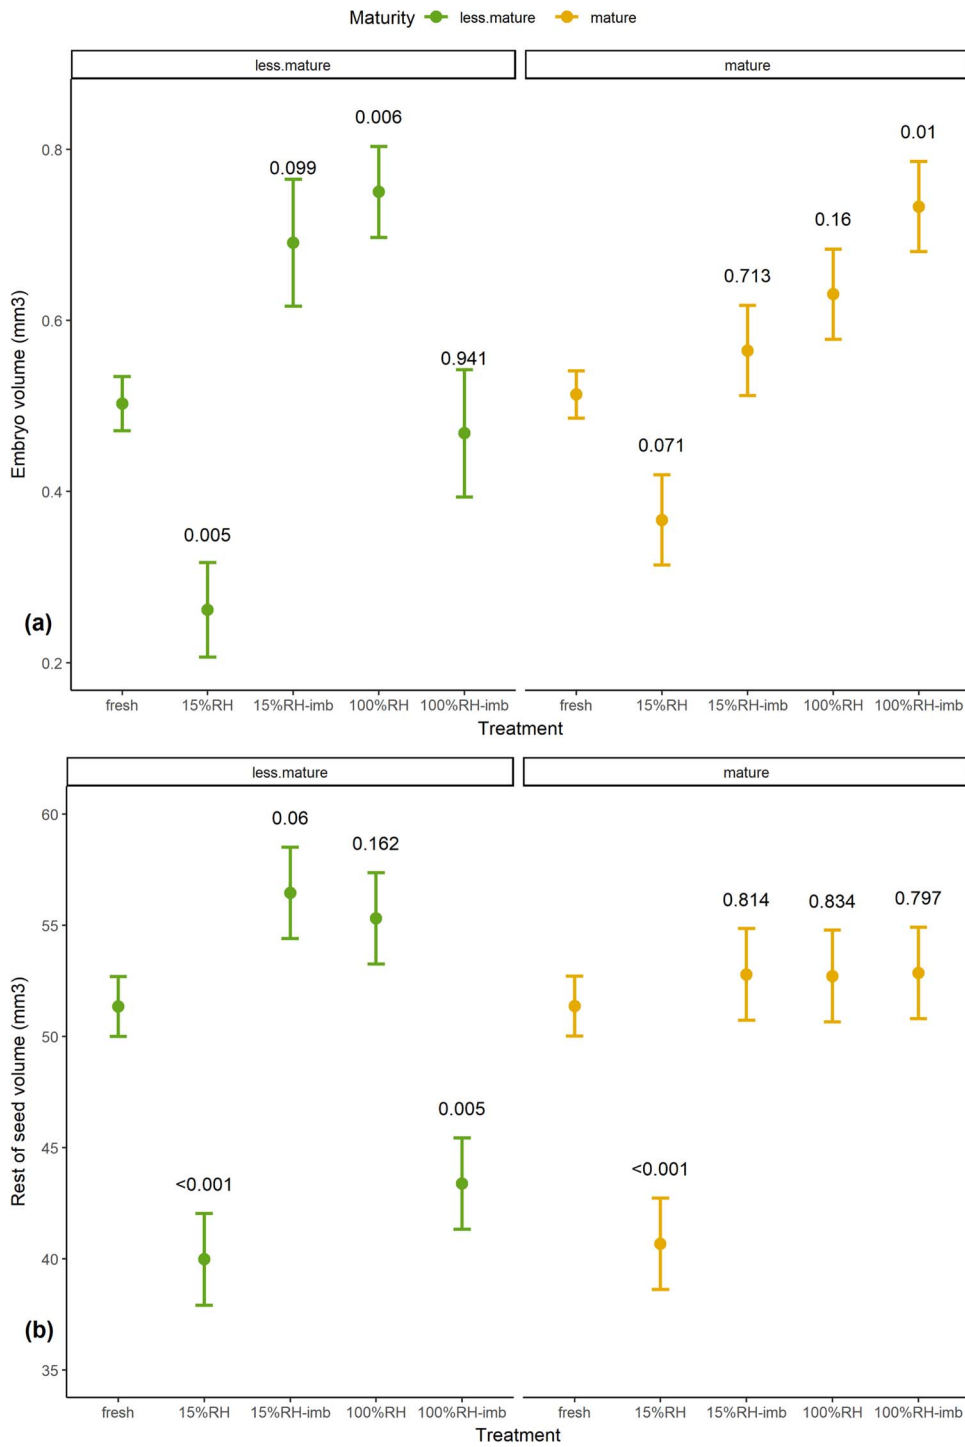 Maturity less.mature mature
less.mature mature
0.006
0.01
0.8
0.099
0.16
0.713
0.6
0.941
0.071
0.4
0.005
0.2
Embryo volume (mm3)
(a)
fresh 15%RH 15%RH-imb 100%RH 100%RH-imb fresh 15%RH 15%RH-imb 100%RH 100%RH-imb
Treatment
less.mature mature
60
0.06
0.162
0.814 0.834 0.797
55
50
0.005
45
<0.001
<0.001
40
35
Rest of seed volume (mm3)
(b)
fresh 15%RH 15%RH-imb 100%RH 100%RH-imb fresh 15%RH 15%RH-imb 100%RH 100%RH-imb
Treatment